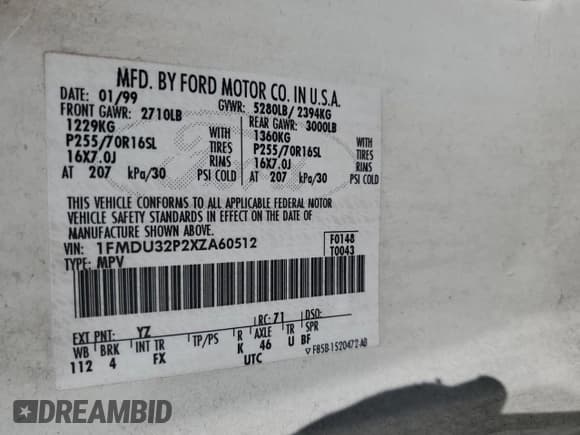 MFD. BY FORD MOTOR CO. IN U.S.A.
DATE: 01/99 GVWR: 5280LB/ 2394KG
FRONT GAWR: 2710LB REAR GAWR: 3000LB
1229KG WITH 1360KG WITH
P255/70R16SL TIRES P255/70R16SL TIRES
16X7.0J RIMS 16X7.0J RIMS
AT 207 kPa/30 PSI COLD AT 207 kPa/30 PSI COLD
THIS VEHICLE CONFORMS TO ALL APPLICABLE FEDERAL MOTOR
VEHICLE SAFETY STANDARDS IN EFFECT ON THE DATE OF
MANUFACTURE SHOWN ABOVE.
VIN: 1FMDU32P2XZA60512 F0148
TYPE: MPV T0043
EXT PNT: YZ RC: 71 DSO:
WB BRK INT TR TP/PS R AXLE TR SPR
112 4 FX K 46 U BF
UTC ▽ F85B-1520472-AB
DREAMBID